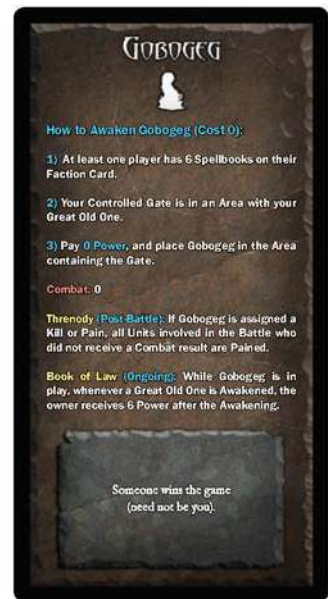 GOBOGEG
How to Awaken Gobogeg (Cost 0):
1) At least one player has 6 Spellbooks on their
Faction Card.
2) Your Controlled Gate is in an Area with your
Great Old One.
3) Pay 0 Power, and place Gobogeg in the Area
containing the Gate.
Combat: 0
Threnody (Post-Battle): If Gobogeg is assigned a
Kill or Pain, all Units involved in the Battle who
did not receive a Combat result are Pained.
Book of Law (Ongoing): While Gobogeg is in
play, whenever a Great Old One is Awakened, the
owner receives 6 Power after the Awakening.
Someone wins the game
(need not be you).